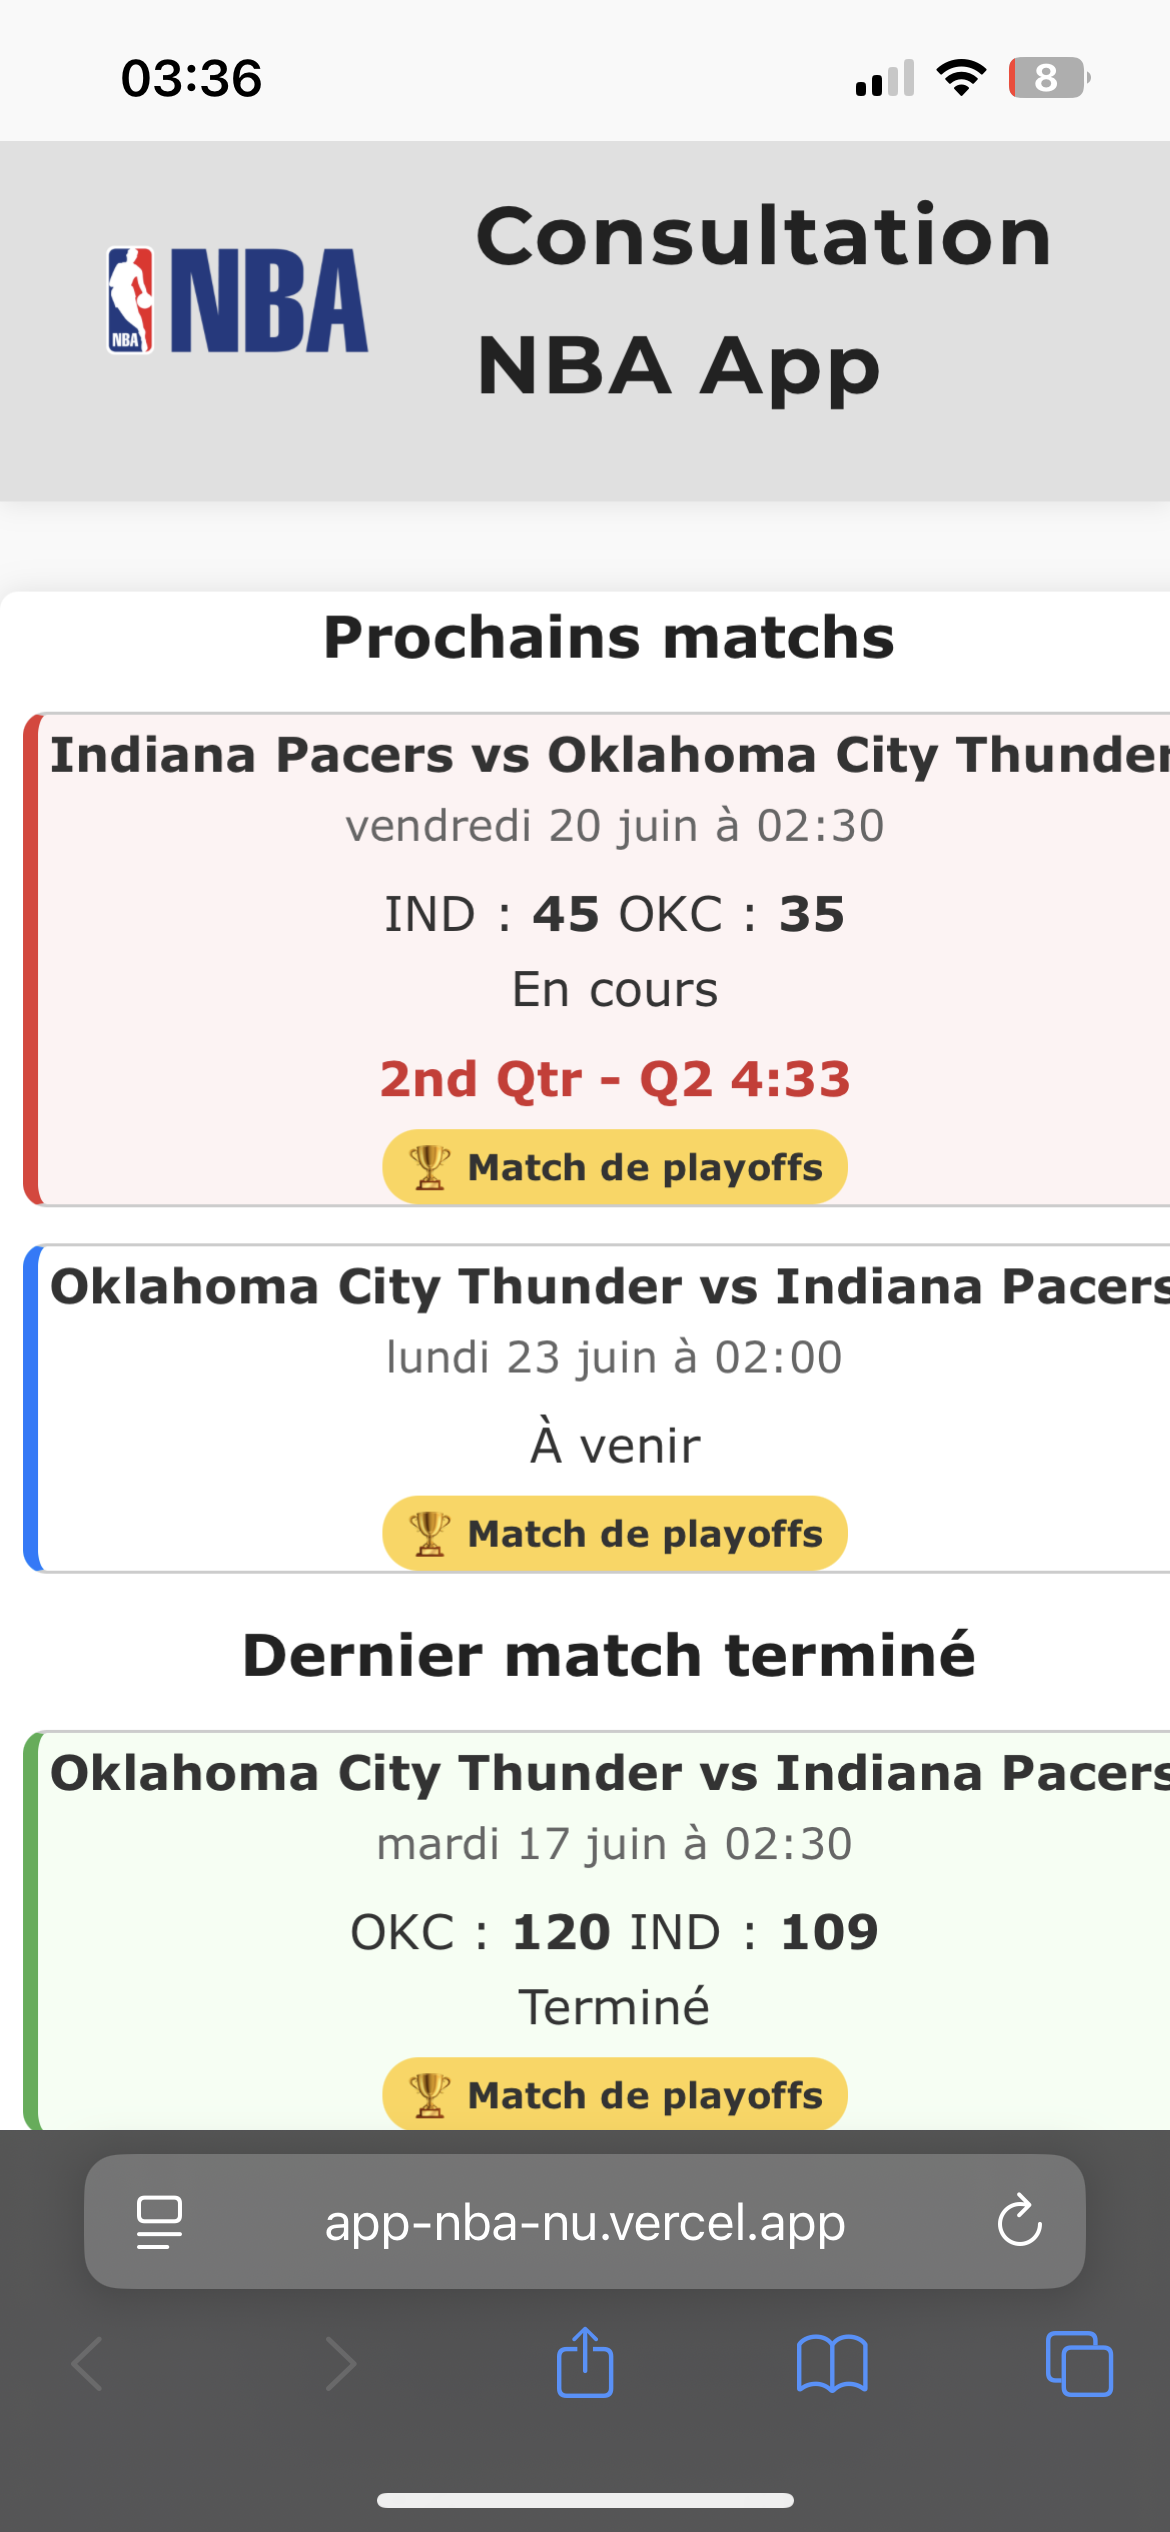 03:36
8
NBA
NBA
Consultation
NBA App
Prochains matchs
Indiana Pacers vs Oklahoma City Thunder
vendredi 20 juin à 02:30
IND : 45 OKC : 35
En cours
2nd Qtr - Q2 4:33
🏆 Match de playoffs
Oklahoma City Thunder vs Indiana Pacers
lundi 23 juin à 02:00
À venir
🏆 Match de playoffs
Dernier match terminé
Oklahoma City Thunder vs Indiana Pacers
mardi 17 juin à 02:30
OKC : 120 IND : 109
Terminé
🏆 Match de playoffs
app-nba-nu.vercel.app